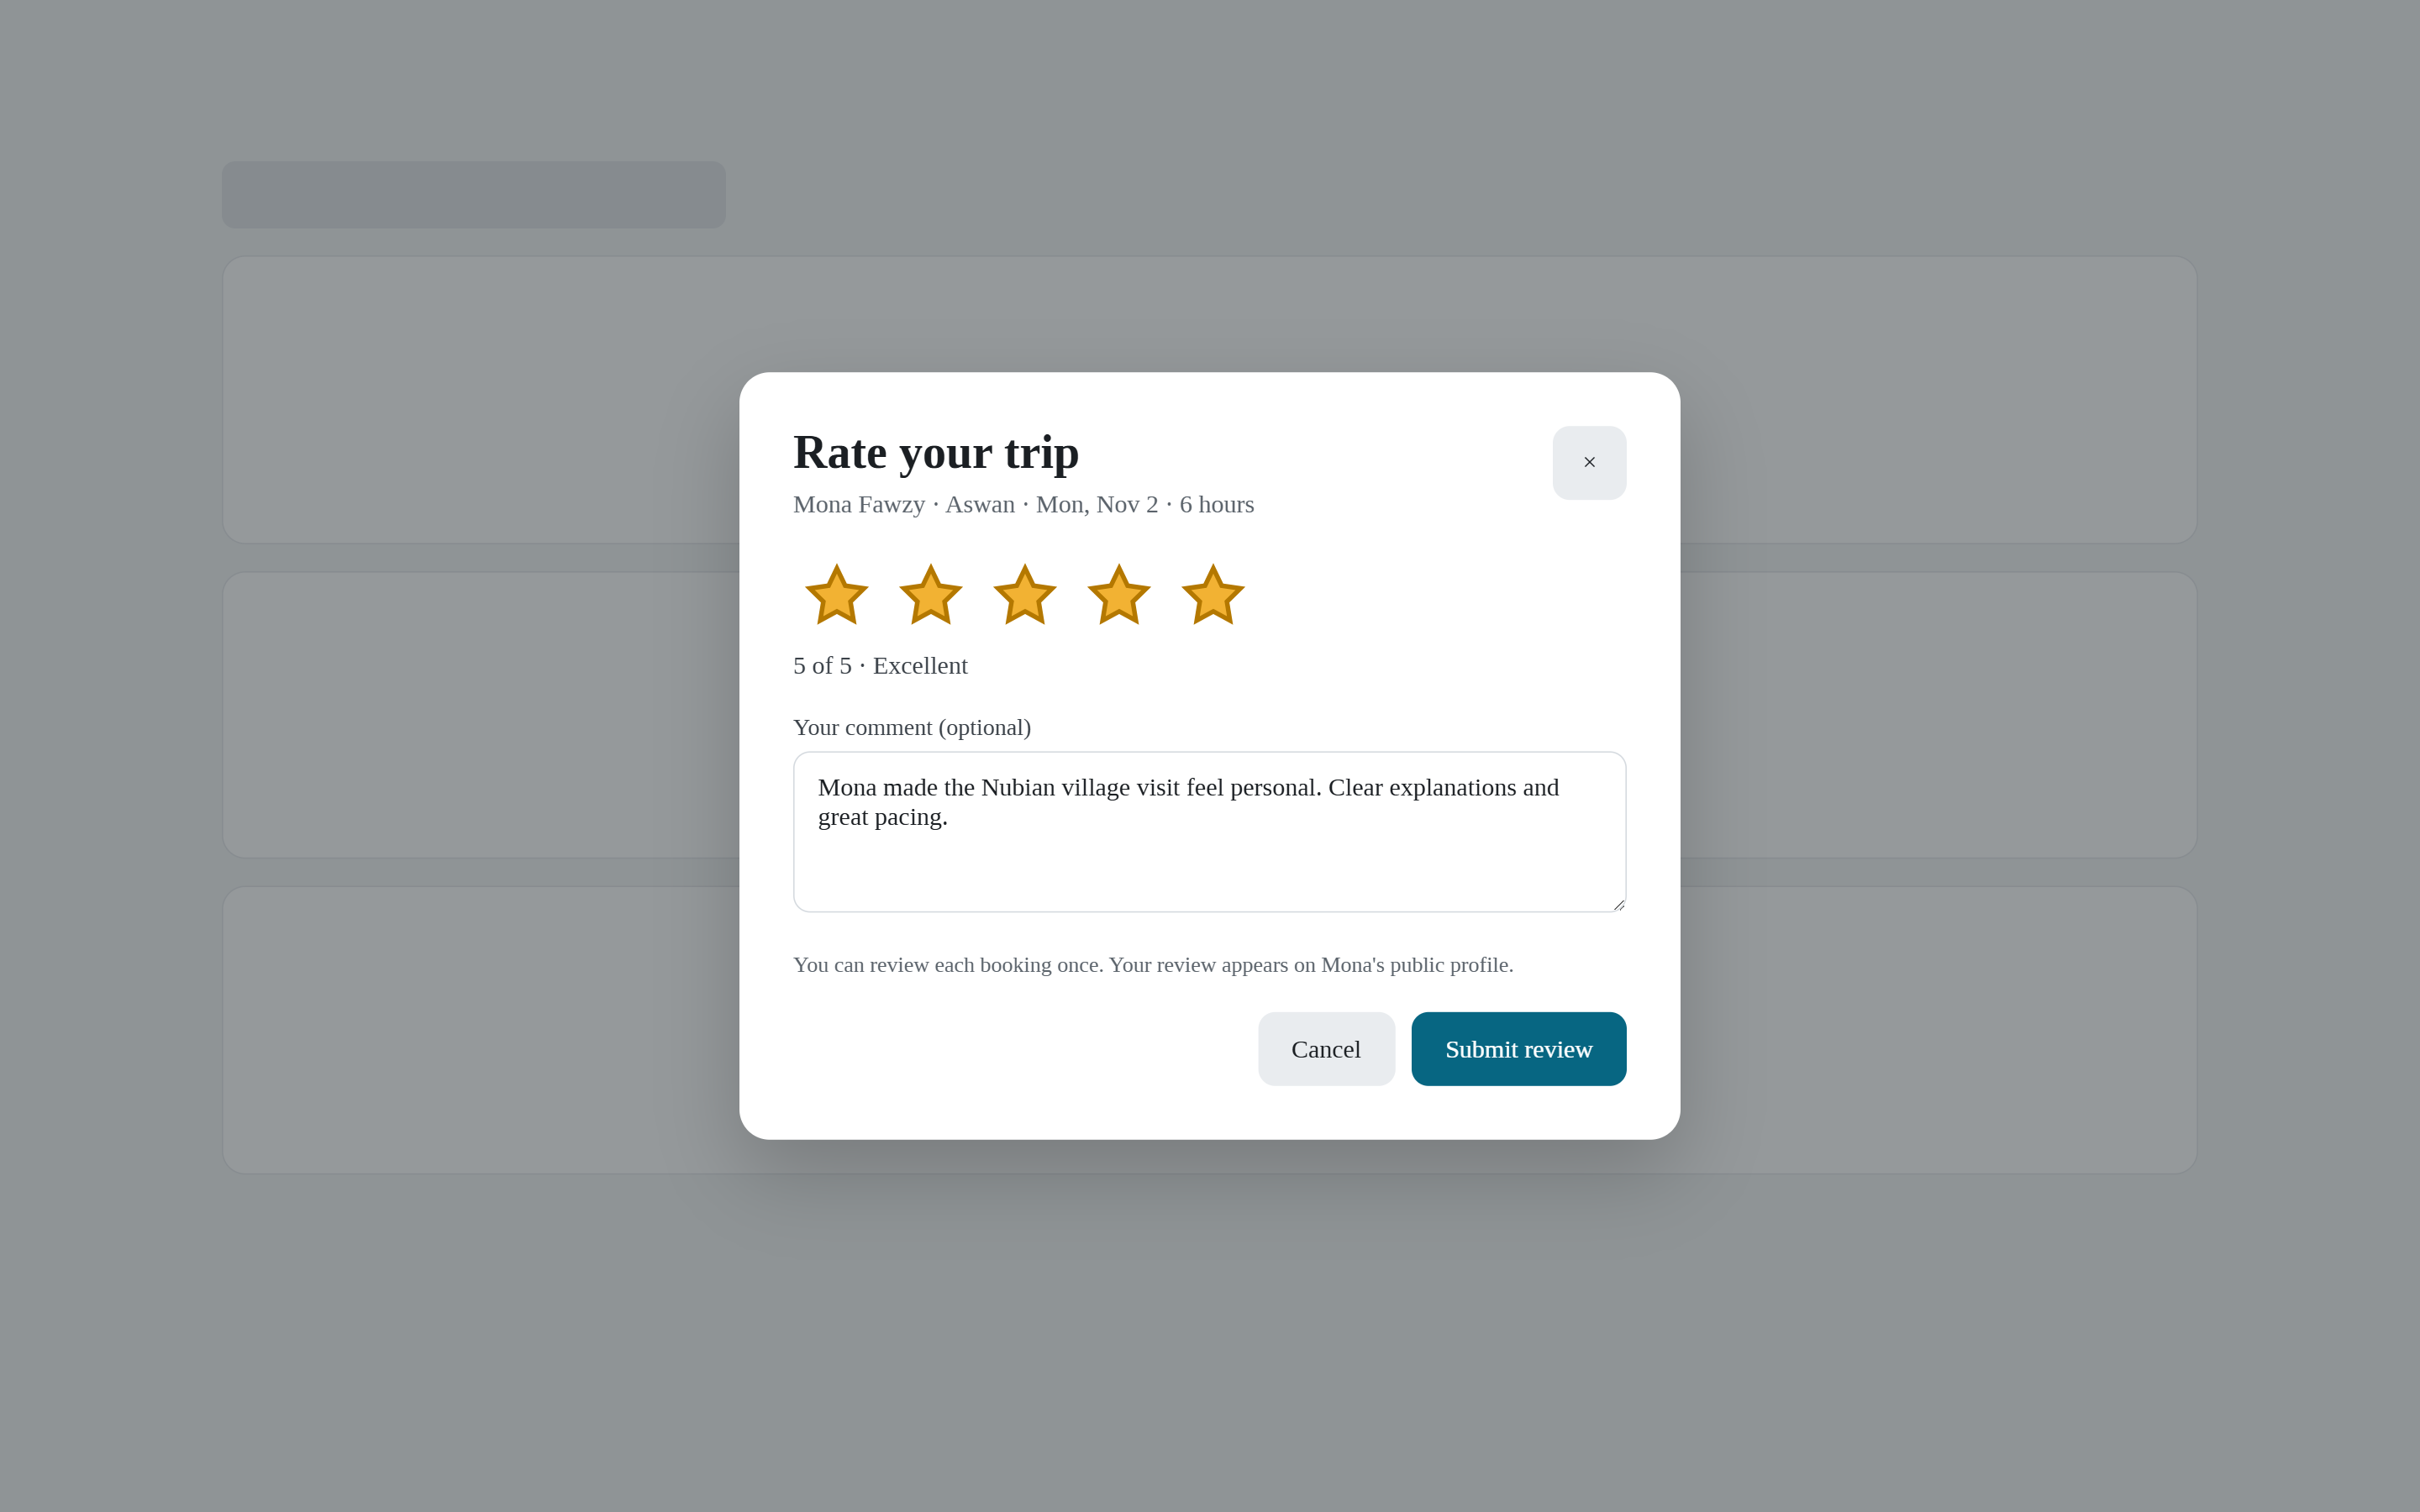 Rate your trip
×
Mona Fawzy · Aswan · Mon, Nov 2 · 6 hours
5 of 5 · Excellent
Your comment (optional)
Mona made the Nubian village visit feel personal. Clear explanations and
great pacing.
You can review each booking once. Your review appears on Mona's public profile.
Cancel
Submit review